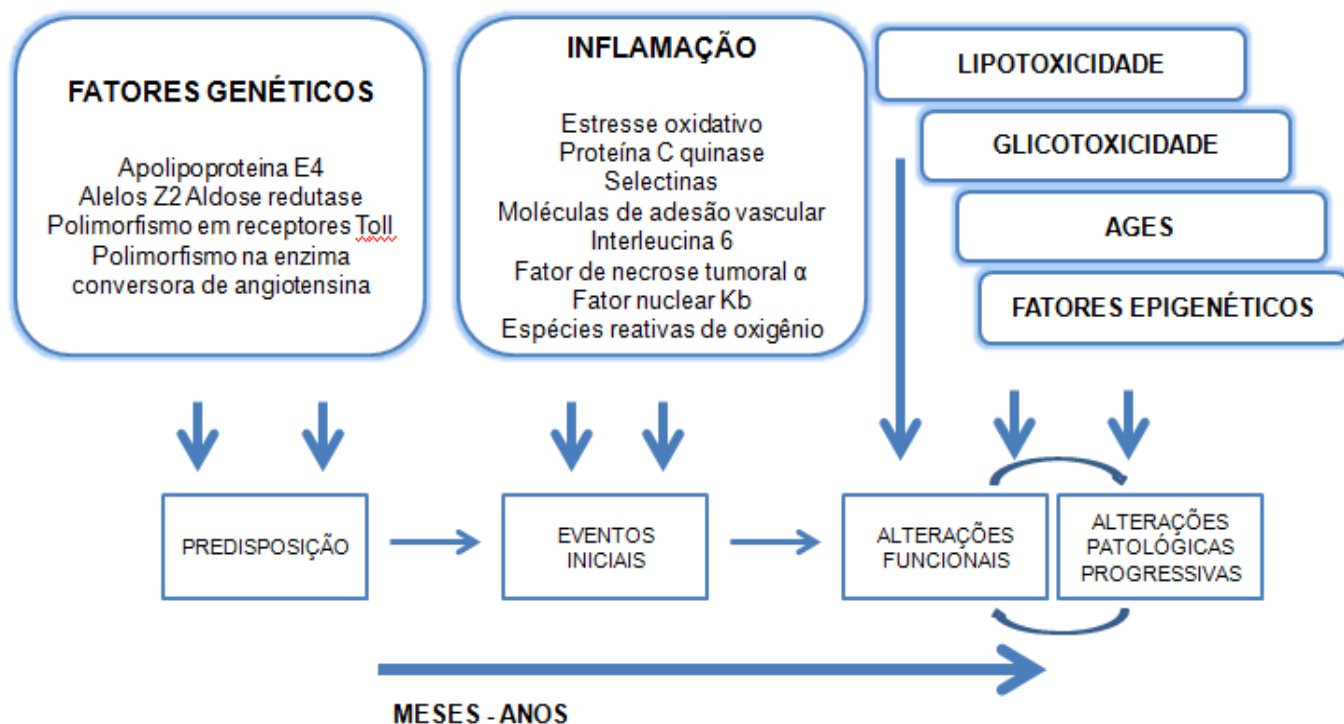 FATORES GENÉTICOS
Apolipoproteina E4
Alelos Z2 Aldose redutase
Polimorfismo em receptores Toll
Polimorfismo na enzima
conversora de angiotensina
INFLAMAÇÃO
Estresse oxidativo
Proteína C quinase
Selectinas
Moléculas de adesão vascular
Interleucina 6
Fator de necrose tumoral α
Fator nuclear Kb
Espécies reativas de oxigênio
LIPOTOXICIDADE
GLICOTOXICIDADE
AGES
FATORES EPIGENÉTICOS
PREDISPOSIÇÃO
EVENTOS
INICIAIS
ALTERAÇÕES
FUNCIONAIS
ALTERAÇÕES
PATOLÓGICAS
PROGRESSIVAS
MESES - ANOS